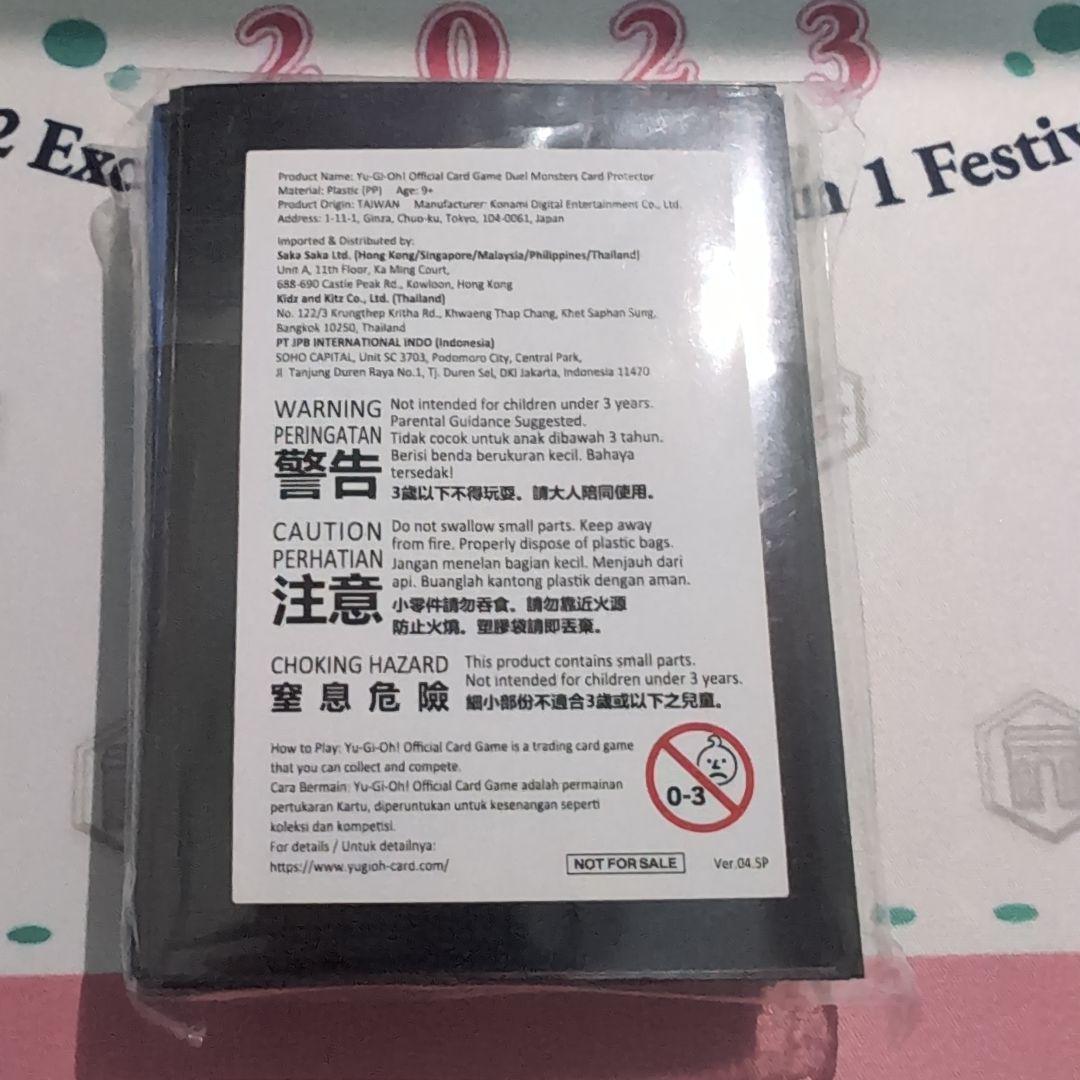 2023
2 Exc
n 1 Festiv
Product Name: Yu-Gi-Oh! Official Card Game Duel Monsters Card Protector
Material: Plastic (PP) Age: 9+
Product Origin: TAIWAN Manufacturer: Konami Digital Entertainment Co., Ltd.
Address: 1-11-1, Ginza, Chuo-ku, Tokyo, 104-0061, Japan
Imported & Distributed by:
Saka Saka Ltd. (Hong Kong/Singapore/Malaysia/Philippines/Thailand)
Unit A, 11th Floor, Ka Ming Court,
688-690 Castle Peak Rd., Kowloon, Hong Kong
Kidz and Kitz Co., Ltd. (Thailand)
No. 122/3 Krungthep Kritha Rd., Khwaeng Thap Chang, Khet Saphan Sung,
Bangkok 10250, Thailand
PT JPB INTERNATIONAL INDO (Indonesia)
SOHO CAPITAL, Unit SC 3703, Podomoro City, Central Park,
Jl Tanjung Duren Raya No.1, Tj. Duren Sel, DKI Jakarta, Indonesia 11470
WARNING
PERINGATAN
警告
Not intended for children under 3 years.
Parental Guidance Suggested.
Tidak cocok untuk anak dibawah 3 tahun.
Berisi benda berukuran kecil. Bahaya
tersedak!
3歲以下不得玩耍。請大人陪同使用。
CAUTION
PERHATIAN
注意
Do not swallow small parts. Keep away
from fire. Properly dispose of plastic bags.
Jangan menelan bagian kecil. Menjauh dari
api. Buanglah kantong plastik dengan aman.
小零件請勿吞食。請勿靠近火源
防止火燒。塑膠袋請即丟棄。
CHOKING HAZARD
窒息危險
This product contains small parts.
Not intended for children under 3 years.
細小部份不適合3歲或以下之兒童。
How to Play: Yu-Gi-Oh! Official Card Game is a trading card game
that you can collect and compete.
Cara Bermain: Yu-Gi-Oh! Official Card Game adalah permainan
pertukaran Kartu, diperuntukan untuk kesenangan seperti
koleksi dan kompetisi.
For details / Untuk detailnya:
https://www.yugioh-card.com/
0-3
NOT FOR SALE
Ver.04.SP